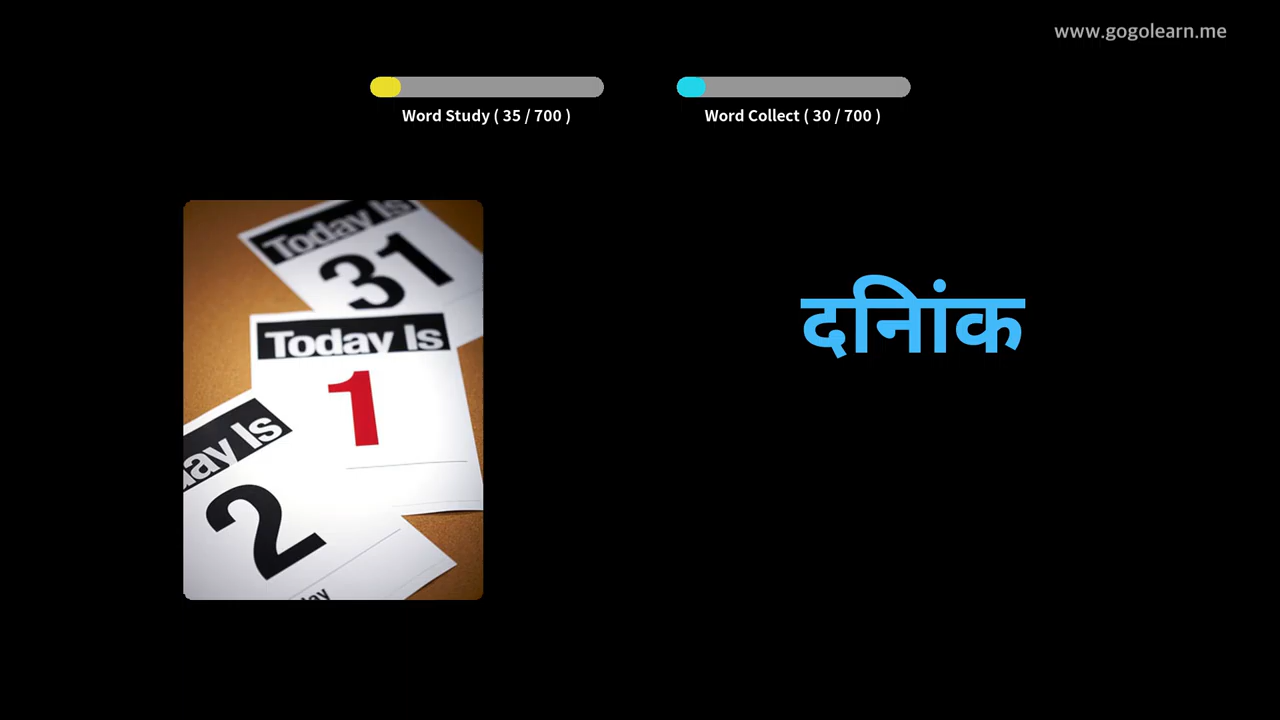 www.gogolearn.me
Word Study ( 35 / 700 )
Word Collect ( 30 / 700 )
Today Is
31
Today Is
1
ay Is
2
दनिांक